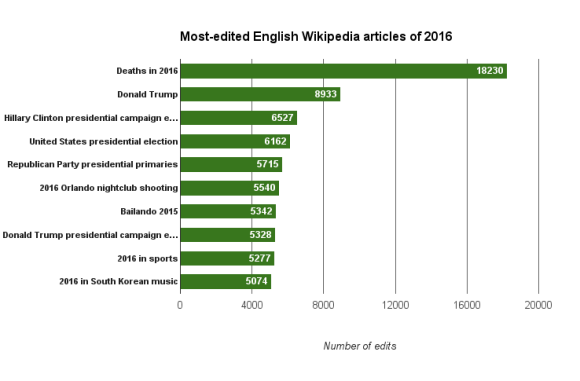 Most-edited English Wikipedia articles of 2016
Deaths in 2016 18230
Donald Trump 8933
Hillary Clinton presidential campaign e... 6527
United States presidential election 6162
Republican Party presidential primaries 5715
2016 Orlando nightclub shooting 5540
Bailando 2015 5342
Donald Trump presidential campaign e... 5328
2016 in sports 5277
2016 in South Korean music 5074
0 4000 8000 12000 16000 20000
Number of edits